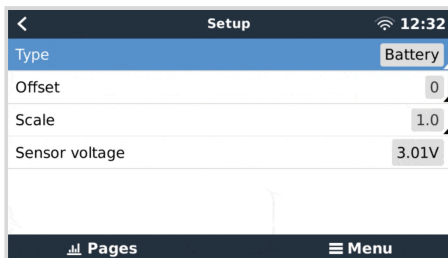 Setup 12:32
Type Battery
Offset 0
Scale 1.0
Sensor voltage 3.01V
Pages Menu